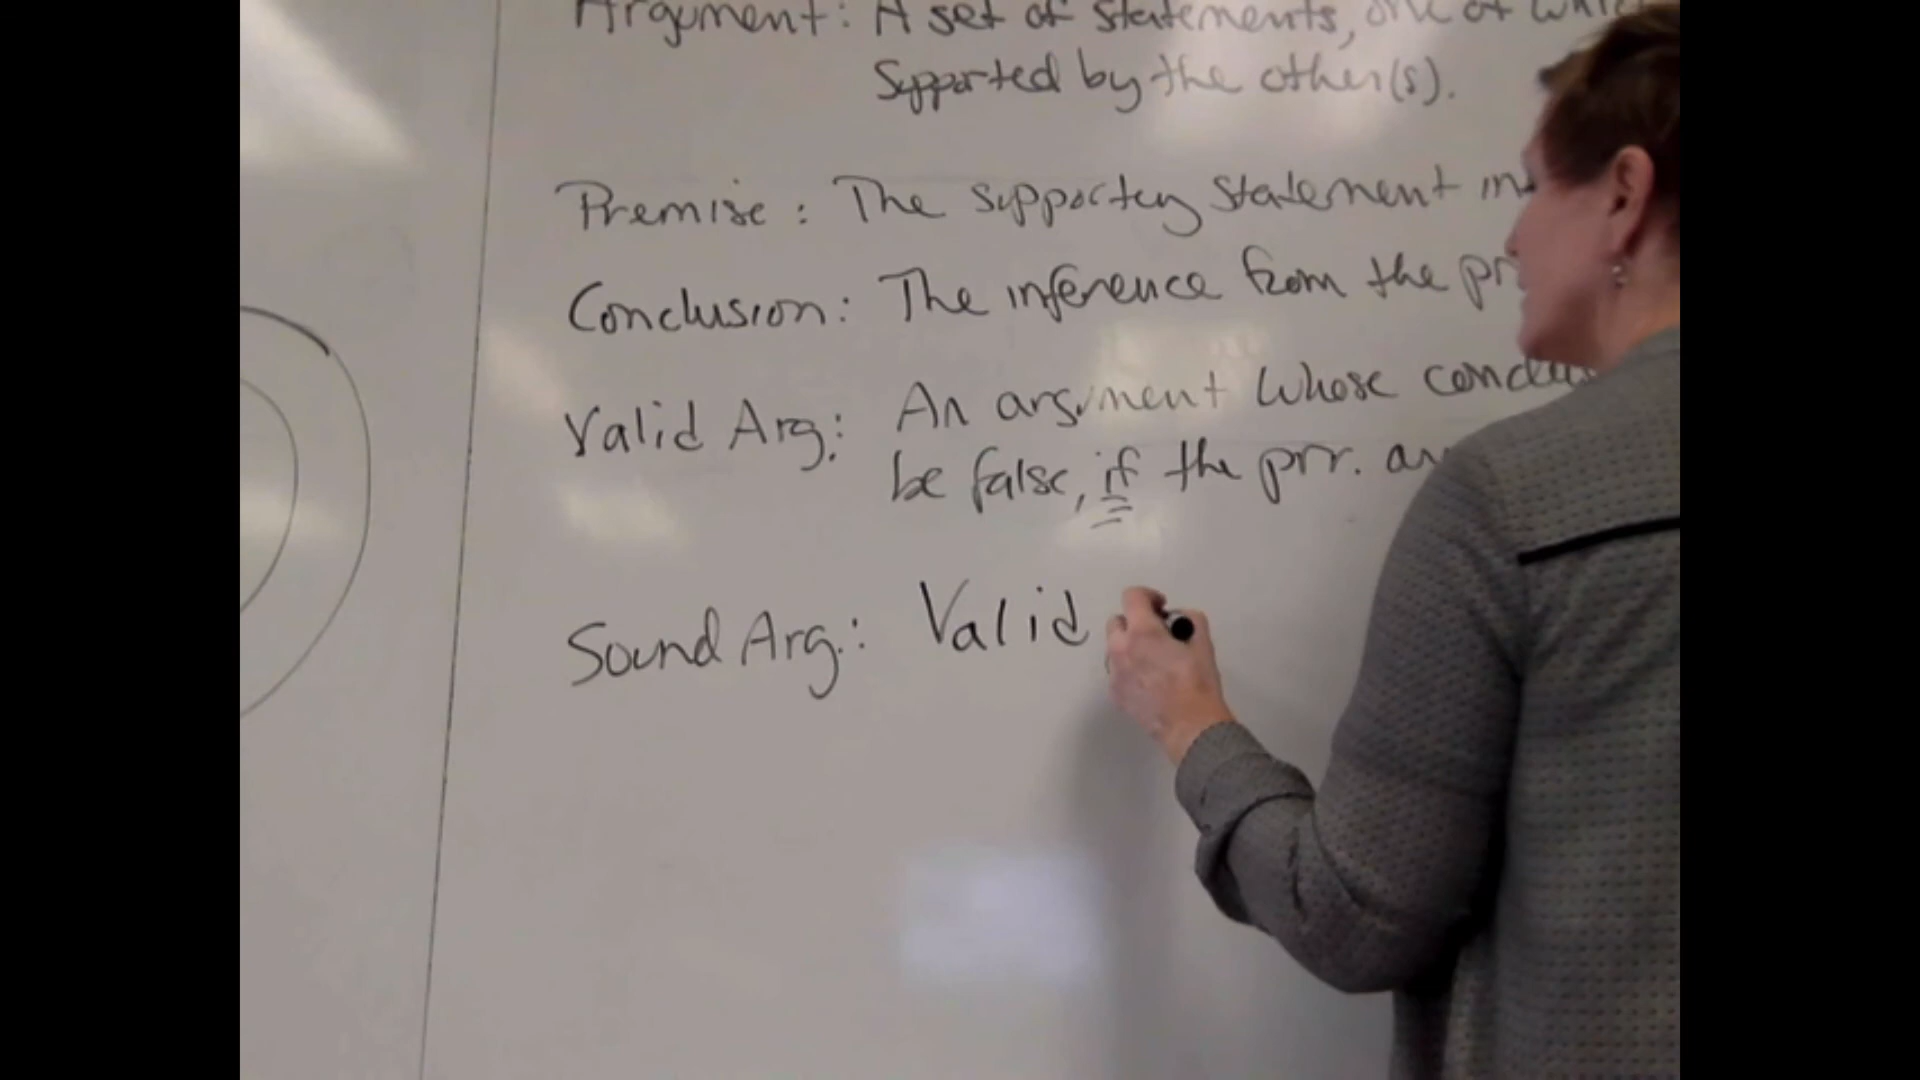 Argument: A set of statements, one of which
Supported by the other(s).
Premise: The supporting statement in
Conclusion: The inference from the pr
Valid Arg.: An argument whose conclu
be false, if the prr. ar
Sound Arg.: Valid